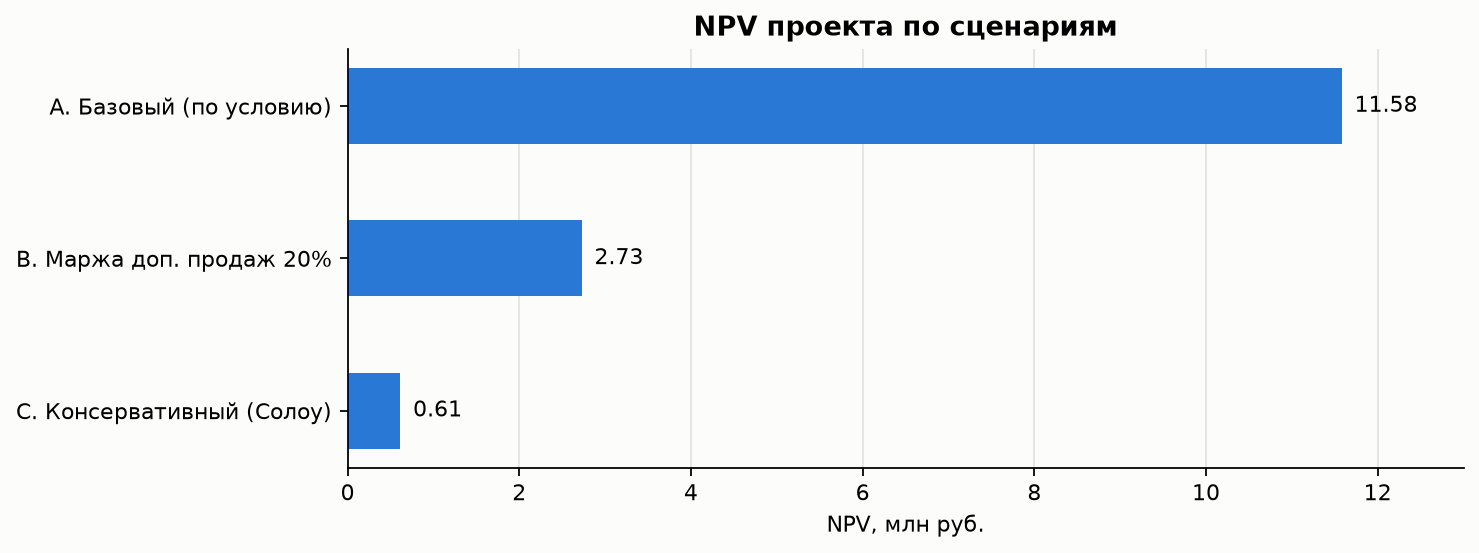 NPV проекта по сценариям
A. Базовый (по условию)
11.58
B. Маржа доп. продаж 20%
2.73
C. Консервативный (Солоу)
0.61
0 2 4 6 8 10 12
NPV, млн руб.